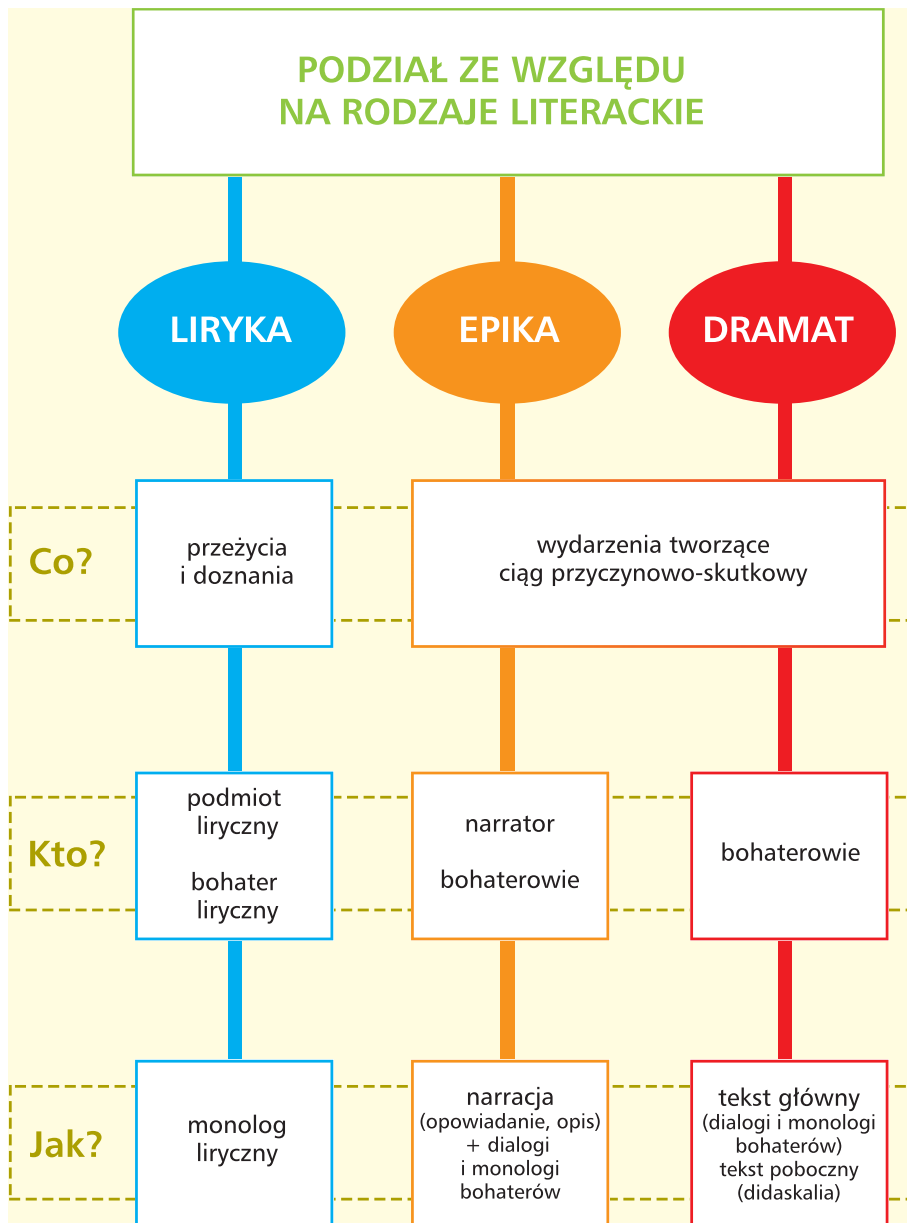 PODZIAŁ ZE WZGLĘDU
NA RODZAJE LITERACKIE
LIRYKA
EPIKA
DRAMAT
Co?
przeżycia
i doznania
wydarzenia tworzące
ciąg przyczynowo-skutkowy
Kto?
podmiot
liryczny
bohater
liryczny
narrator
bohaterowie
bohaterowie
Jak?
monolog
liryczny
narracja
(opowiadanie, opis)
+ dialogi
i monologi
bohaterów
tekst główny
(dialogi i monologi
bohaterów)
tekst poboczny
(didaskalia)